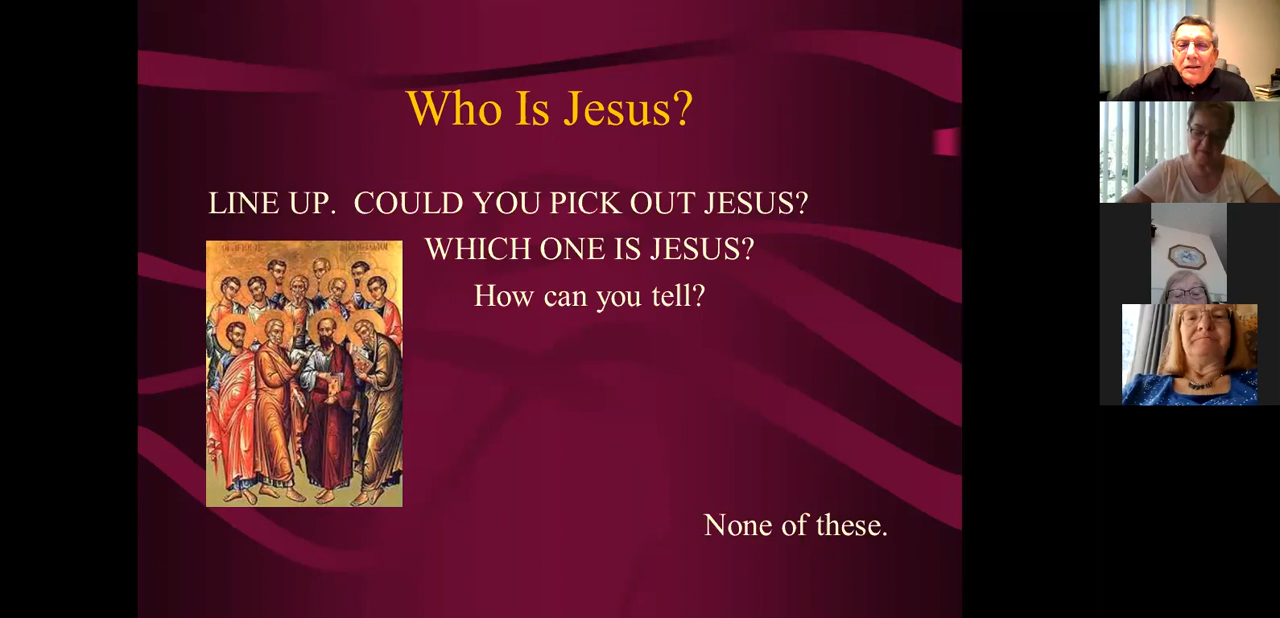 Who Is Jesus?
LINE UP.  COULD YOU PICK OUT JESUS?
WHICH ONE IS JESUS?
How can you tell?
None of these.